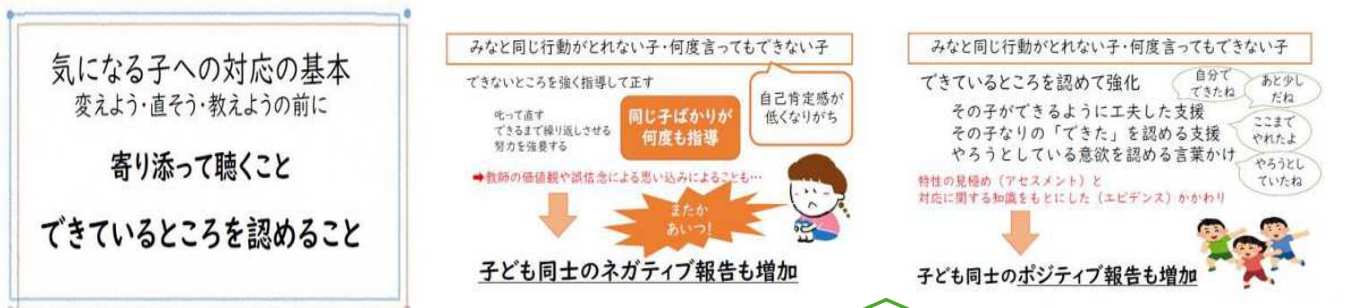 気になる子への対応の基本
変えよう・直そう・教えようの前に
寄り添って聴くこと
できているところを認めること
みなと同じ行動がとれない子・何度言ってもできない子
できないところを強く指導して正す
叱って直す
できるまで繰り返しさせる
努力を強要する
同じ子ばかりが
何度も指導
自己肯定感が
低くなりがち
➡教師の価値観や誤信念による思い込みによることも…
またか
あいつ!
子ども同士のネガティブ報告も増加
みなと同じ行動がとれない子・何度言ってもできない子
できているところを認めて強化
自分で
できたね
あと少し
だね
その子ができるように工夫した支援
その子なりの「できた」を認める支援
やろうとしている意欲を認める言葉かけ
ここまで
やれたよ
やろうとし
ていたね
特性の見極め（アセスメント）と
対応に関する知識をもとにした（エビデンス）かかわり
子ども同士のポジティブ報告も増加